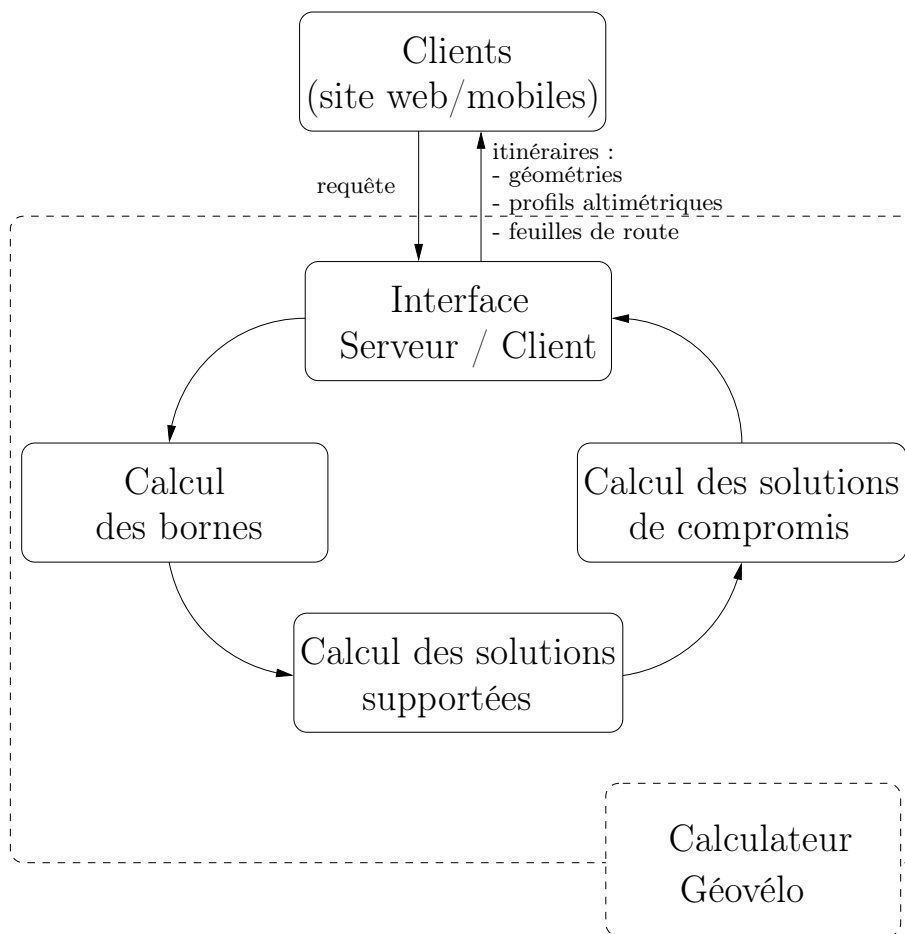 Clients
(site web/mobiles)
requête
itinéraires :
- géométries
- profils altimétriques
- feuilles de route
Interface
Serveur / Client
Calcul
des bornes
Calcul des solutions
de compromis
Calcul des solutions
supportées
Calculateur
Géovélo